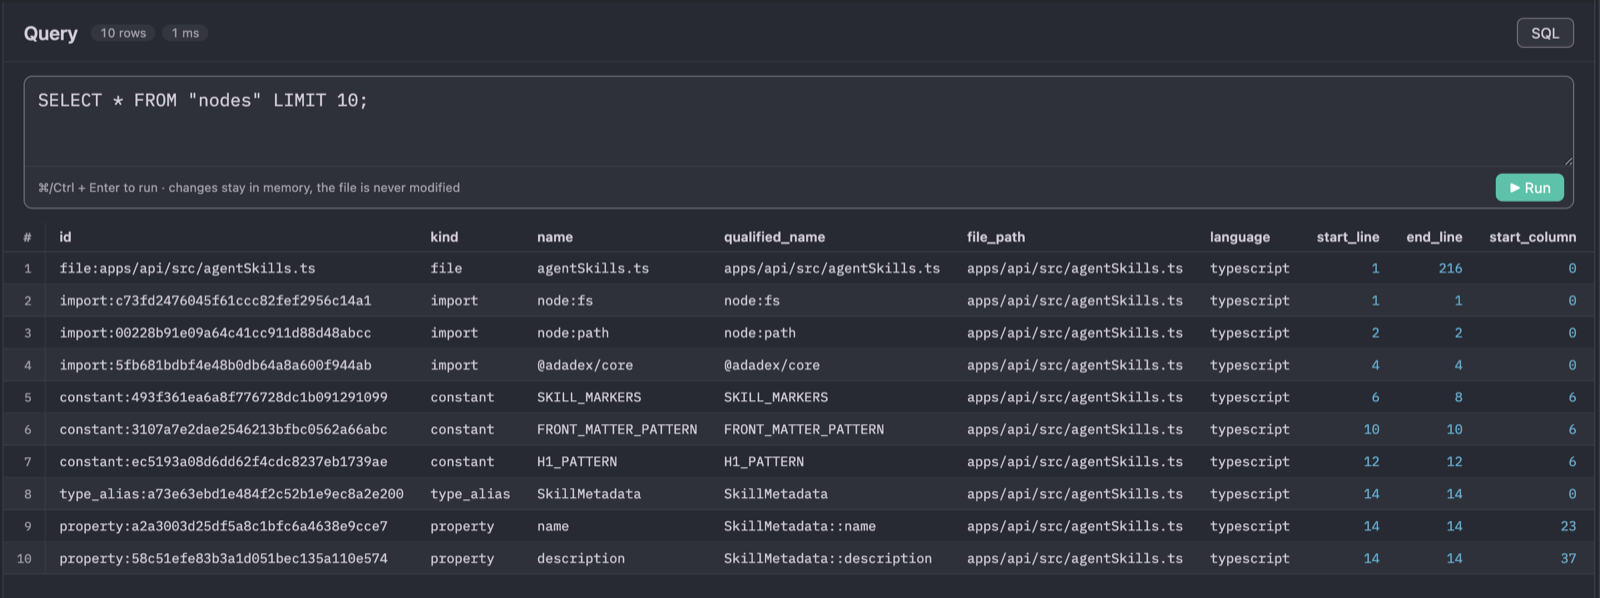 Query 10 rows 1 ms SQL
SELECT * FROM "nodes" LIMIT 10;
⌘/Ctrl + Enter to run · changes stay in memory, the file is never modified ▶ Run
# id kind name qualified_name file_path language start_line end_line start_column
1 file:apps/api/src/agentSkills.ts file agentSkills.ts apps/api/src/agentSkills.ts apps/api/src/agentSkills.ts typescript 1 216 0
2 import:c73fd2476045f61ccc82fef2956c14a1 import node:fs node:fs apps/api/src/agentSkills.ts typescript 1 1 0
3 import:00228b91e09a64c41cc911d88d48abcc import node:path node:path apps/api/src/agentSkills.ts typescript 2 2 0
4 import:5fb681bdbf4e48b0db64a8a600f944ab import @adadex/core @adadex/core apps/api/src/agentSkills.ts typescript 4 4 0
5 constant:493f361ea6a8f776728dc1b091291099 constant SKILL_MARKERS SKILL_MARKERS apps/api/src/agentSkills.ts typescript 6 8 6
6 constant:3107a7e2dae2546213bfbc0562a66abc constant FRONT_MATTER_PATTERN FRONT_MATTER_PATTERN apps/api/src/agentSkills.ts typescript 10 10 6
7 constant:ec5193a08d6dd62f4cdc8237eb1739ae constant H1_PATTERN H1_PATTERN apps/api/src/agentSkills.ts typescript 12 12 6
8 type_alias:a73e63ebd1e484f2c52b1e9ec8a2e200 type_alias SkillMetadata SkillMetadata apps/api/src/agentSkills.ts typescript 14 14 0
9 property:a2a3003d25df5a8c1bfc6a4638e9cce7 property name SkillMetadata::name apps/api/src/agentSkills.ts typescript 14 14 23
10 property:58c51efe83b3a1d051bec135a110e574 property description SkillMetadata::description apps/api/src/agentSkills.ts typescript 14 14 37